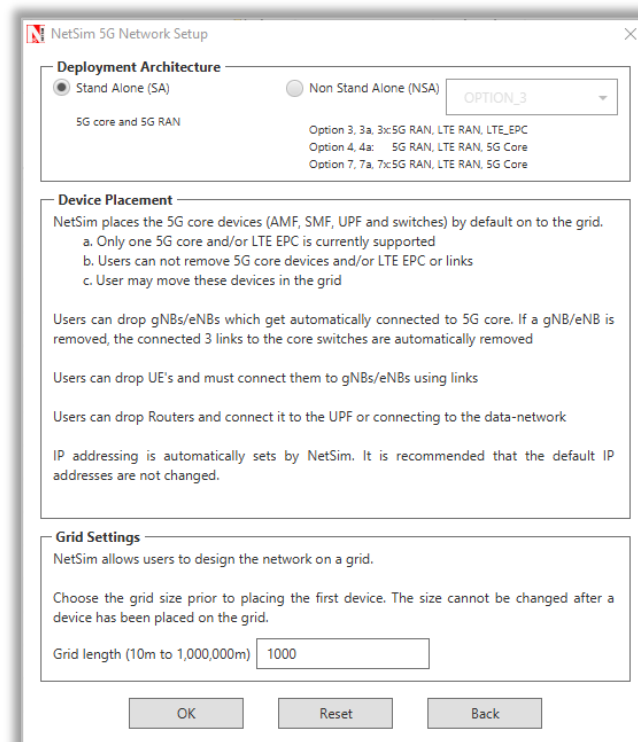 NetSim 5G Network Setup
Deployment Architecture
Stand Alone (SA)
Non Stand Alone (NSA)
OPTION_3
5G core and 5G RAN
Option 3, 3a, 3x:5G RAN, LTE RAN, LTE_EPC
Option 4, 4a: 5G RAN, LTE RAN, 5G Core
Option 7, 7a, 7x:5G RAN, LTE RAN, 5G Core
Device Placement
NetSim places the 5G core devices (AMF, SMF, UPF and switches) by default on to the grid.
a. Only one 5G core and/or LTE EPC is currently supported
b. Users can not remove 5G core devices and/or LTE EPC or links
c. User may move these devices in the grid
Users can drop gNBs/eNBs which get automatically connected to 5G core. If a gNB/eNB is
removed, the connected 3 links to the core switches are automatically removed
Users can drop UE's and must connect them to gNBs/eNBs using links
Users can drop Routers and connect it to the UPF or connecting to the data-network
IP addressing is automatically sets by NetSim. It is recommended that the default IP
addresses are not changed.
Grid Settings
NetSim allows users to design the network on a grid.
Choose the grid size prior to placing the first device. The size cannot be changed after a
device has been placed on the grid.
Grid length (10m to 1,000,000m) 1000
OK
Reset
Back